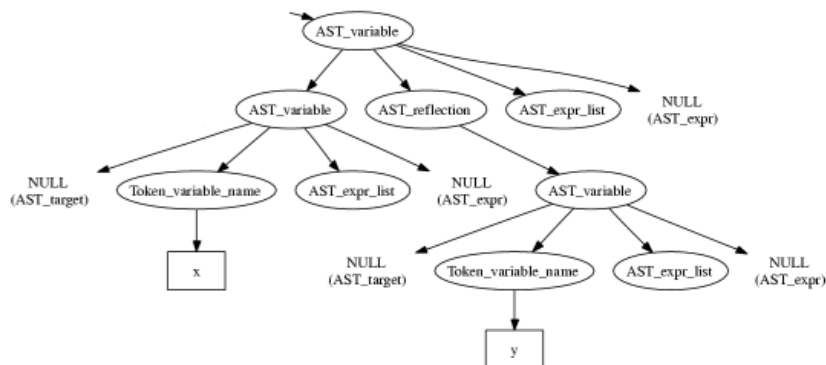 AST_variable
AST_variable
AST_reflection
AST_expr_list
NULL
(AST_expr)
NULL
(AST_target)
Token_variable_name
AST_expr_list
NULL
(AST_expr)
AST_variable
x
NULL
(AST_target)
Token_variable_name
AST_expr_list
NULL
(AST_expr)
y